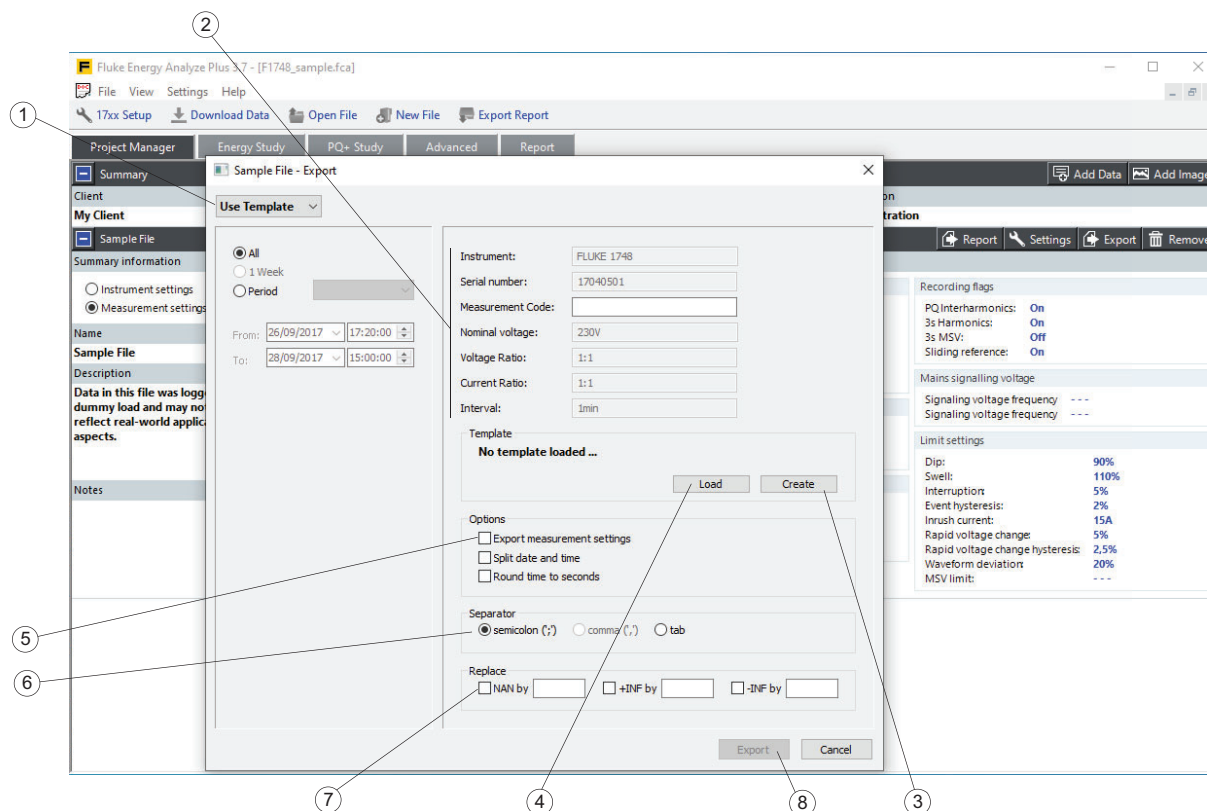 2
Fluke Energy Analyze Plus 3.7 - [F1748_sample.fca]
File View Settings Help
1
17xx Setup Download Data Open File New File Export Report
Project Manager Energy Study PQ+ Study Advanced Report
Summary
Add Data Add Image
Client
on
My Client
tration
Sample File
Report Settings Export Remove
Summary information
Instrument settings
Measurement settings
Name
Sample File
Description
Data in this file was logg
dummy load and may not
reflect real-world applica
aspects.
Notes
Sample File - Export
Use Template
All
1 Week
Period
From: 26/09/2017 17:20:00
To: 28/09/2017 15:00:00
Instrument: FLUKE 1748
Serial number: 17040501
Measurement Code:
Nominal voltage: 230V
Voltage Ratio: 1:1
Current Ratio: 1:1
Interval: 1min
Template
No template loaded ...
Load Create
Options
Export measurement settings
Split date and time
Round time to seconds
Separator
semicolon (';') comma (',') tab
Replace
NAN by +INF by -INF by
Export Cancel
Recording flags
PQ Interharmonics: On
3s Harmonics: On
3s MSV: Off
Sliding reference: On
Mains signalling voltage
Signaling voltage frequency ---
Signaling voltage frequency ---
Limit settings
Dip: 90%
Swell: 110%
Interruption: 5%
Event hysteresis: 2%
Inrush current: 15A
Rapid voltage change: 5%
Rapid voltage change hysteresis: 2,5%
Waveform deviation: 20%
MSV limit: ---
5
6
7
4
8
3